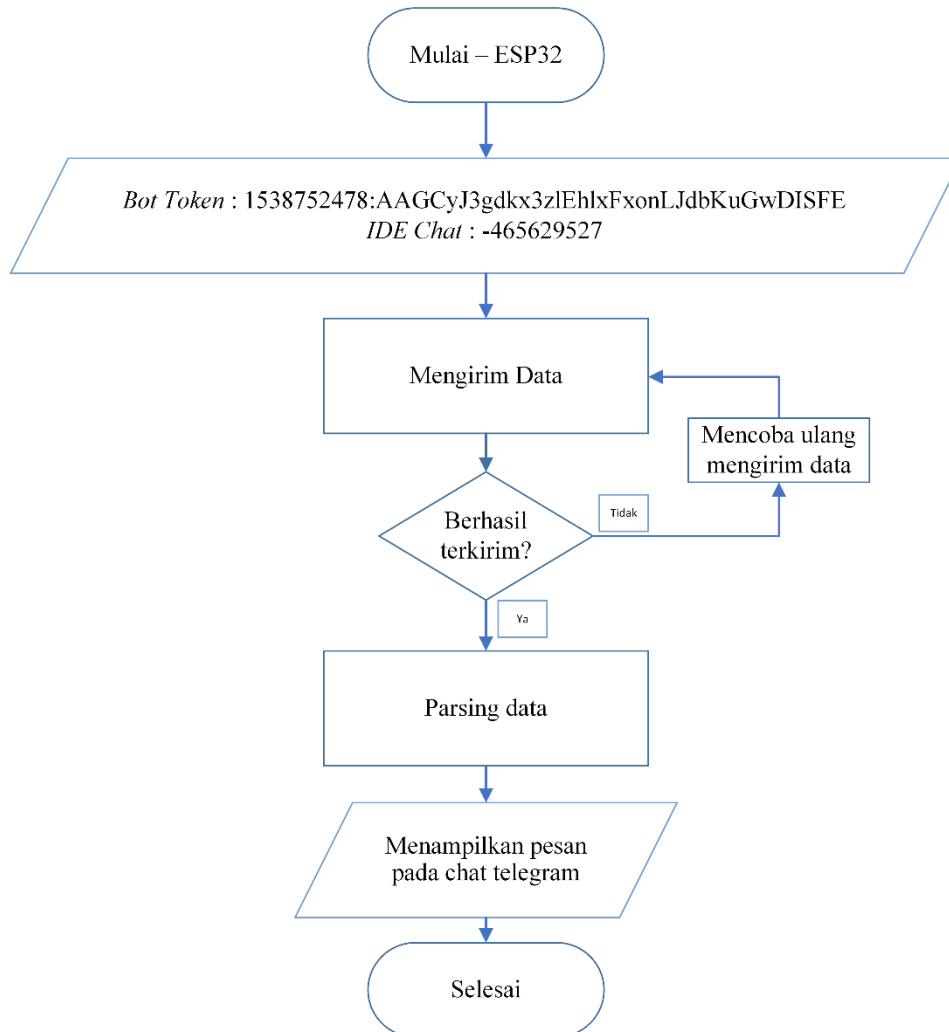 Mulai – ESP32
Bot Token : 1538752478:AAGCyJ3gdkx3zlEhlxFxonLJdbKuGwDISFE
IDE Chat : -465629527
Mengirim Data
Mencoba ulang
mengirim data
Berhasil
terkirim?
Tidak
Ya
Parsing data
Menampilkan pesan
pada chat telegram
Selesai